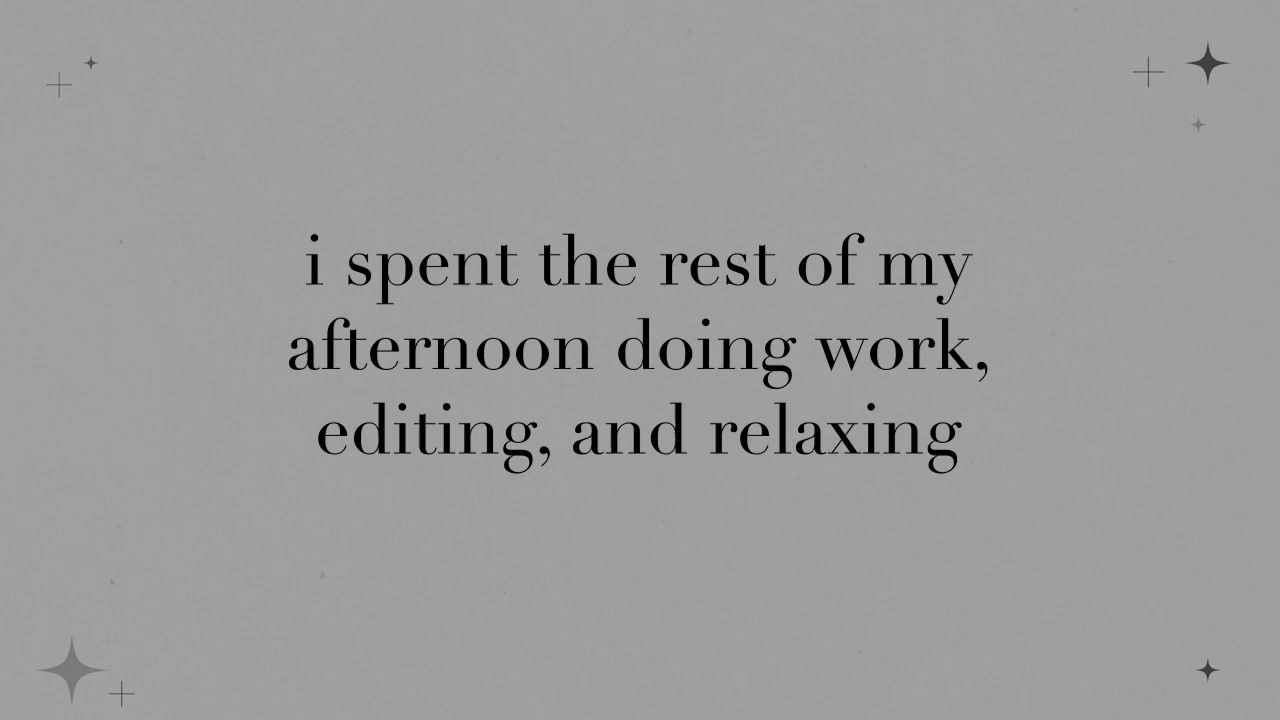 i spent the rest of my
afternoon doing work,
editing, and relaxing